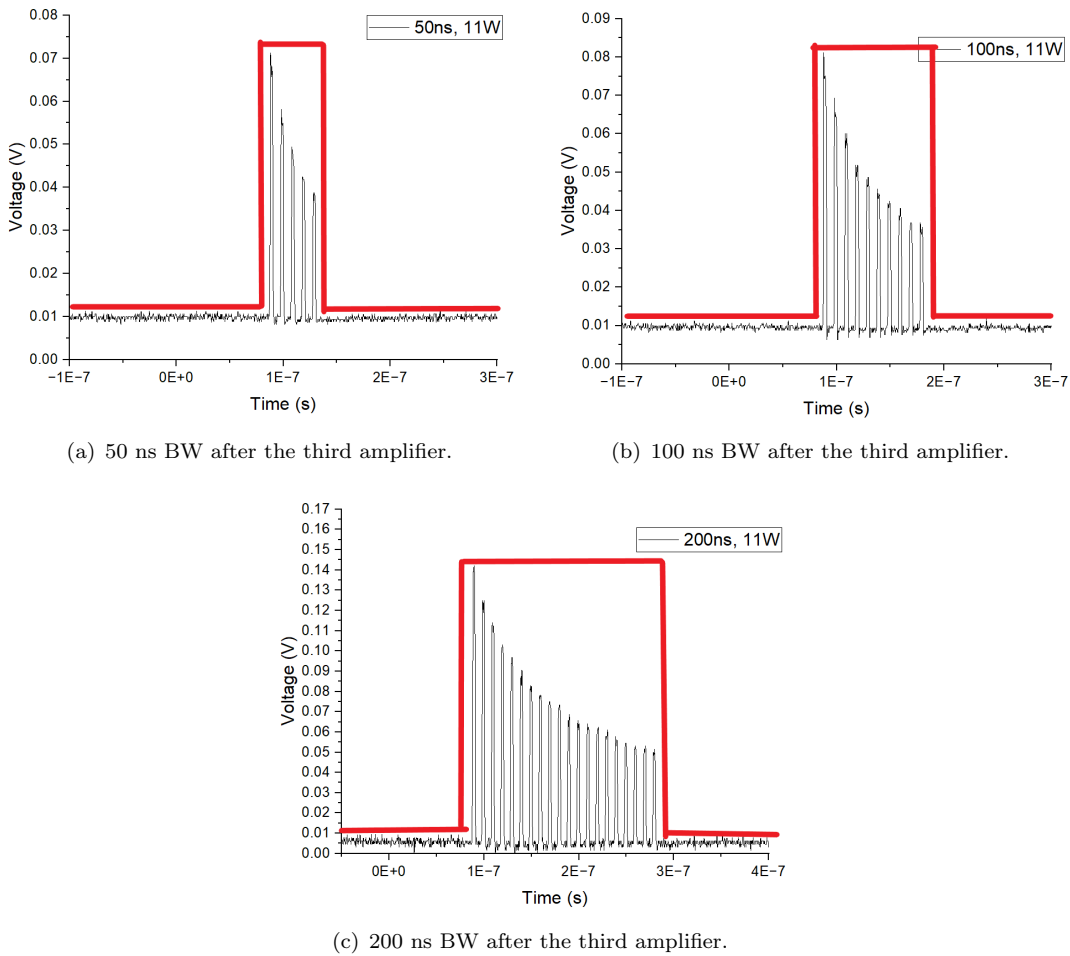 50ns, 11W
0.08
0.07
0.06
0.05
0.04
0.03
0.02
0.01
0.00
Voltage (V)
−1E−7 0E+0 1E−7 2E−7 3E−7
Time (s)
(a) 50 ns BW after the third amplifier.
100ns, 11W
0.09
0.08
0.07
0.06
0.05
0.04
0.03
0.02
0.01
0.00
Voltage (V)
−1E−7 0E+0 1E−7 2E−7 3E−7
Time (s)
(b) 100 ns BW after the third amplifier.
200ns, 11W
0.17
0.16
0.15
0.14
0.13
0.12
0.11
0.10
0.09
0.08
0.07
0.06
0.05
0.04
0.03
0.02
0.01
0.00
Voltage (V)
0E+0 1E−7 2E−7 3E−7 4E−7
Time (s)
(c) 200 ns BW after the third amplifier.